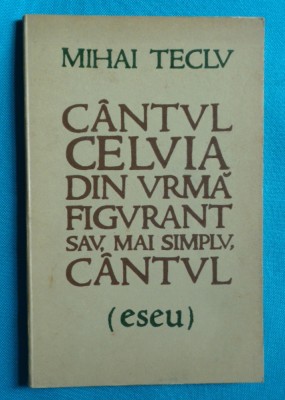 MIHAI TECLV
CÂNTVL
CELVIA
DIN VRMĂ
FIGVRANT
SAV, MAI SIMPLV,
CÂNTVL
(eseu)